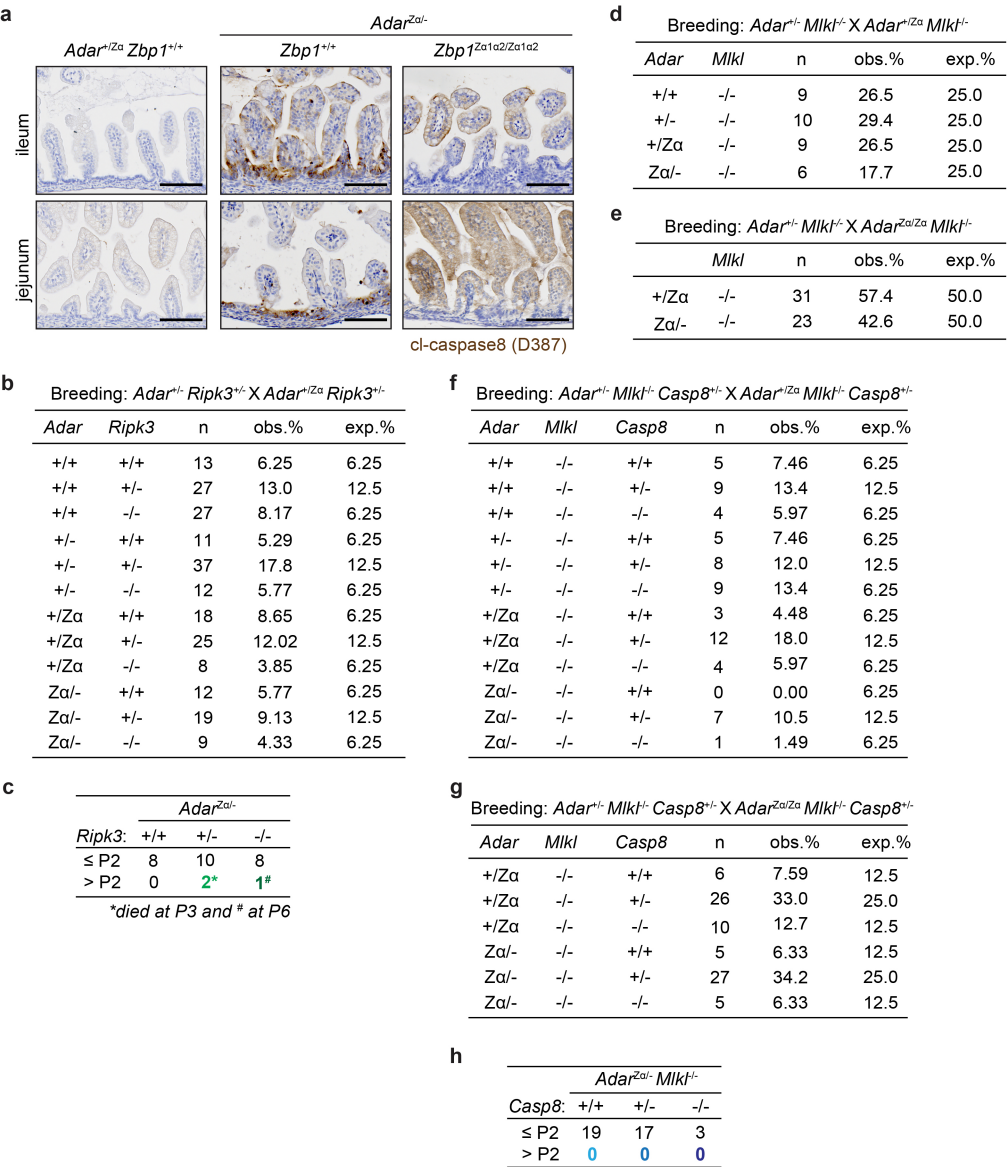 a
Adar^Zα/-
Adar^+/Zα Zbp1^+/+
Zbp1^+/+
Zbp1^Zα1α2/Zα1α2
ileum
jejunum
cl-caspase8 (D387)
b
Breeding: Adar^+/- Ripk3^+/- X Adar^+/Zα Ripk3^+/-
Adar Ripk3 n obs.% exp.%
+/+ +/+ 13 6.25 6.25
+/+ +/- 27 13.0 12.5
+/+ -/- 27 8.17 6.25
+/- +/+ 11 5.29 6.25
+/- +/- 37 17.8 12.5
+/- -/- 12 5.77 6.25
+/Zα +/+ 18 8.65 6.25
+/Zα +/- 25 12.02 12.5
+/Zα -/- 8 3.85 6.25
Zα/- +/+ 12 5.77 6.25
Zα/- +/- 19 9.13 12.5
Zα/- -/- 9 4.33 6.25
c
Adar^Zα/-
Ripk3: +/+ +/- -/-
≤ P2 8 10 8
> P2 0 2* 1#
*died at P3 and # at P6
d
Breeding: Adar^+/- Mlkl^-/- X Adar^+/Zα Mlkl^-/-
Adar Mlkl n obs.% exp.%
+/+ -/- 9 26.5 25.0
+/- -/- 10 29.4 25.0
+/Zα -/- 9 26.5 25.0
Zα/- -/- 6 17.7 25.0
e
Breeding: Adar^+/- Mlkl^-/- X Adar^Zα/Zα Mlkl^-/-
Mlkl n obs.% exp.%
+/Zα -/- 31 57.4 50.0
Zα/- -/- 23 42.6 50.0
f
Breeding: Adar^+/- Mlkl^-/- Casp8^+/- X Adar^+/Zα Mlkl^-/- Casp8^+/-
Adar Mlkl Casp8 n obs.% exp.%
+/+ -/- +/+ 5 7.46 6.25
+/+ -/- +/- 9 13.4 12.5
+/+ -/- -/- 4 5.97 6.25
+/- -/- +/+ 5 7.46 6.25
+/- -/- +/- 8 12.0 12.5
+/- -/- -/- 9 13.4 6.25
+/Zα -/- +/+ 3 4.48 6.25
+/Zα -/- +/- 12 18.0 12.5
+/Zα -/- -/- 4 5.97 6.25
Zα/- -/- +/+ 0 0.00 6.25
Zα/- -/- +/- 7 10.5 12.5
Zα/- -/- -/- 1 1.49 6.25
g
Breeding: Adar^+/- Mlkl^-/- Casp8^+/- X Adar^Zα/Zα Mlkl^-/- Casp8^+/-
Adar Mlkl Casp8 n obs.% exp.%
+/Zα -/- +/+ 6 7.59 12.5
+/Zα -/- +/- 26 33.0 25.0
+/Zα -/- -/- 10 12.7 12.5
Zα/- -/- +/+ 5 6.33 12.5
Zα/- -/- +/- 27 34.2 25.0
Zα/- -/- -/- 5 6.33 12.5
h
Adar^Zα/- Mlkl^-/-
Casp8: +/+ +/- -/-
≤ P2 19 17 3
> P2 0 0 0